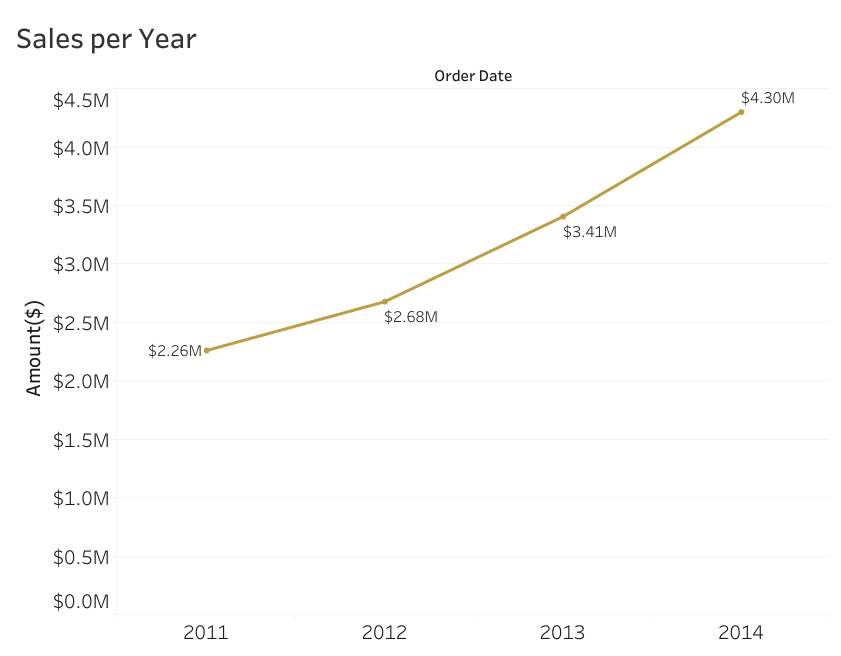 Sales per Year
Order Date
$4.5M
$4.30M
$4.0M
$3.5M
$3.41M
$3.0M
$2.5M
$2.68M
$2.26M
Amount($)
$2.0M
$1.5M
$1.0M
$0.5M
$0.0M
2011 2012 2013 2014